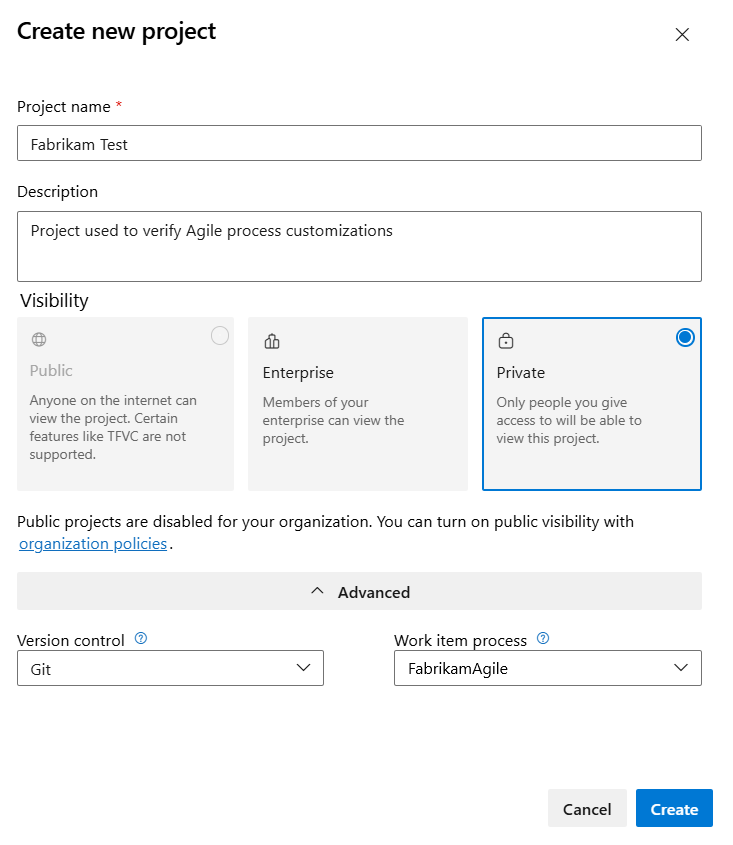 Create new project
Project name *
Fabrikam Test
Description
Project used to verify Agile process customizations
Visibility
Public
Anyone on the internet can
view the project. Certain
features like TFVC are not
supported.
Enterprise
Members of your
enterprise can view the
project.
Private
Only people you give
access to will be able to
view this project.
Public projects are disabled for your organization. You can turn on public visibility with
organization policies.
Advanced
Version control ?
Git
Work item process ?
FabrikamAgile
Cancel
Create